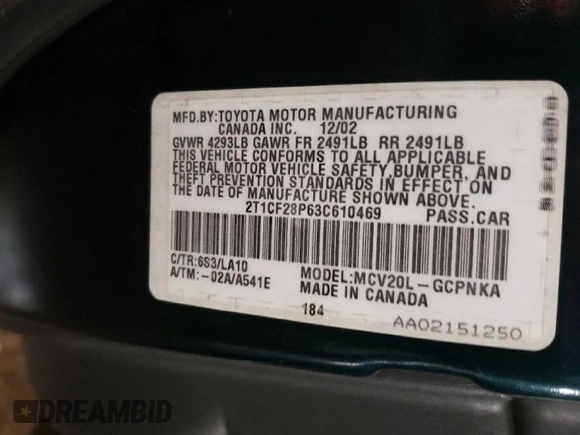 MFD.BY:TOYOTA MOTOR MANUFACTURING
CANADA INC. 12/02
GVWR 4293LB GAWR FR 2491LB RR 2491LB
THIS VEHICLE CONFORMS TO ALL APPLICABLE
FEDERAL MOTOR VEHICLE SAFETY,BUMPER, AND
THEFT PREVENTION STANDARDS IN EFFECT ON
THE DATE OF MANUFACTURE SHOWN ABOVE.
2T1CF28P63C610469 PASS.CAR
C/TR:6S3/LA10
A/TM:-02A/A541E
MODEL:MCV20L-GCPNKA
MADE IN CANADA
184
AA02151250
DREAMBID